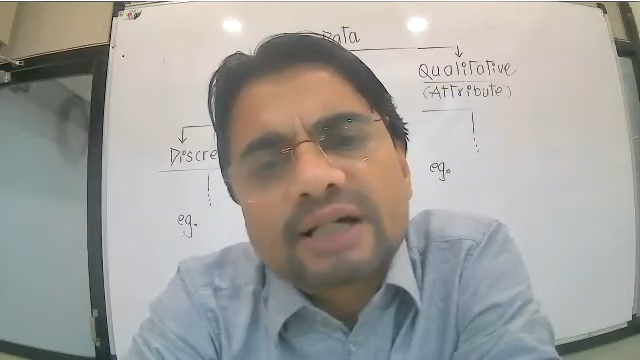 Data
Qualitative
(Attribute)
Discre
eg.
eg.